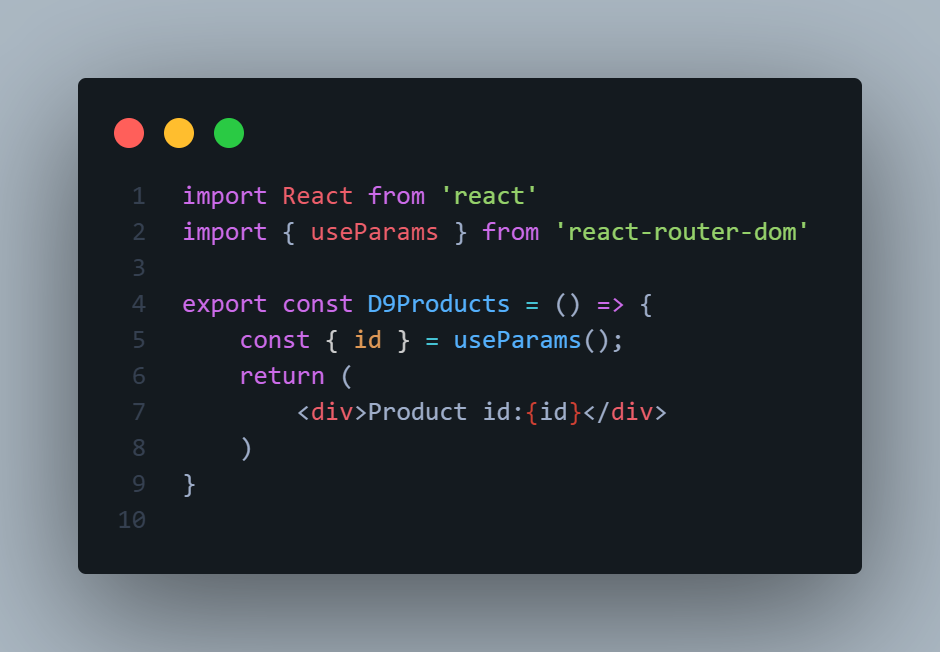 1 import React from 'react'
2 import { useParams } from 'react-router-dom'
3
4 export const D9Products = () => {
5     const { id } = useParams();
6     return (
7         <div>Product id:{id}</div>
8     )
9 }
10